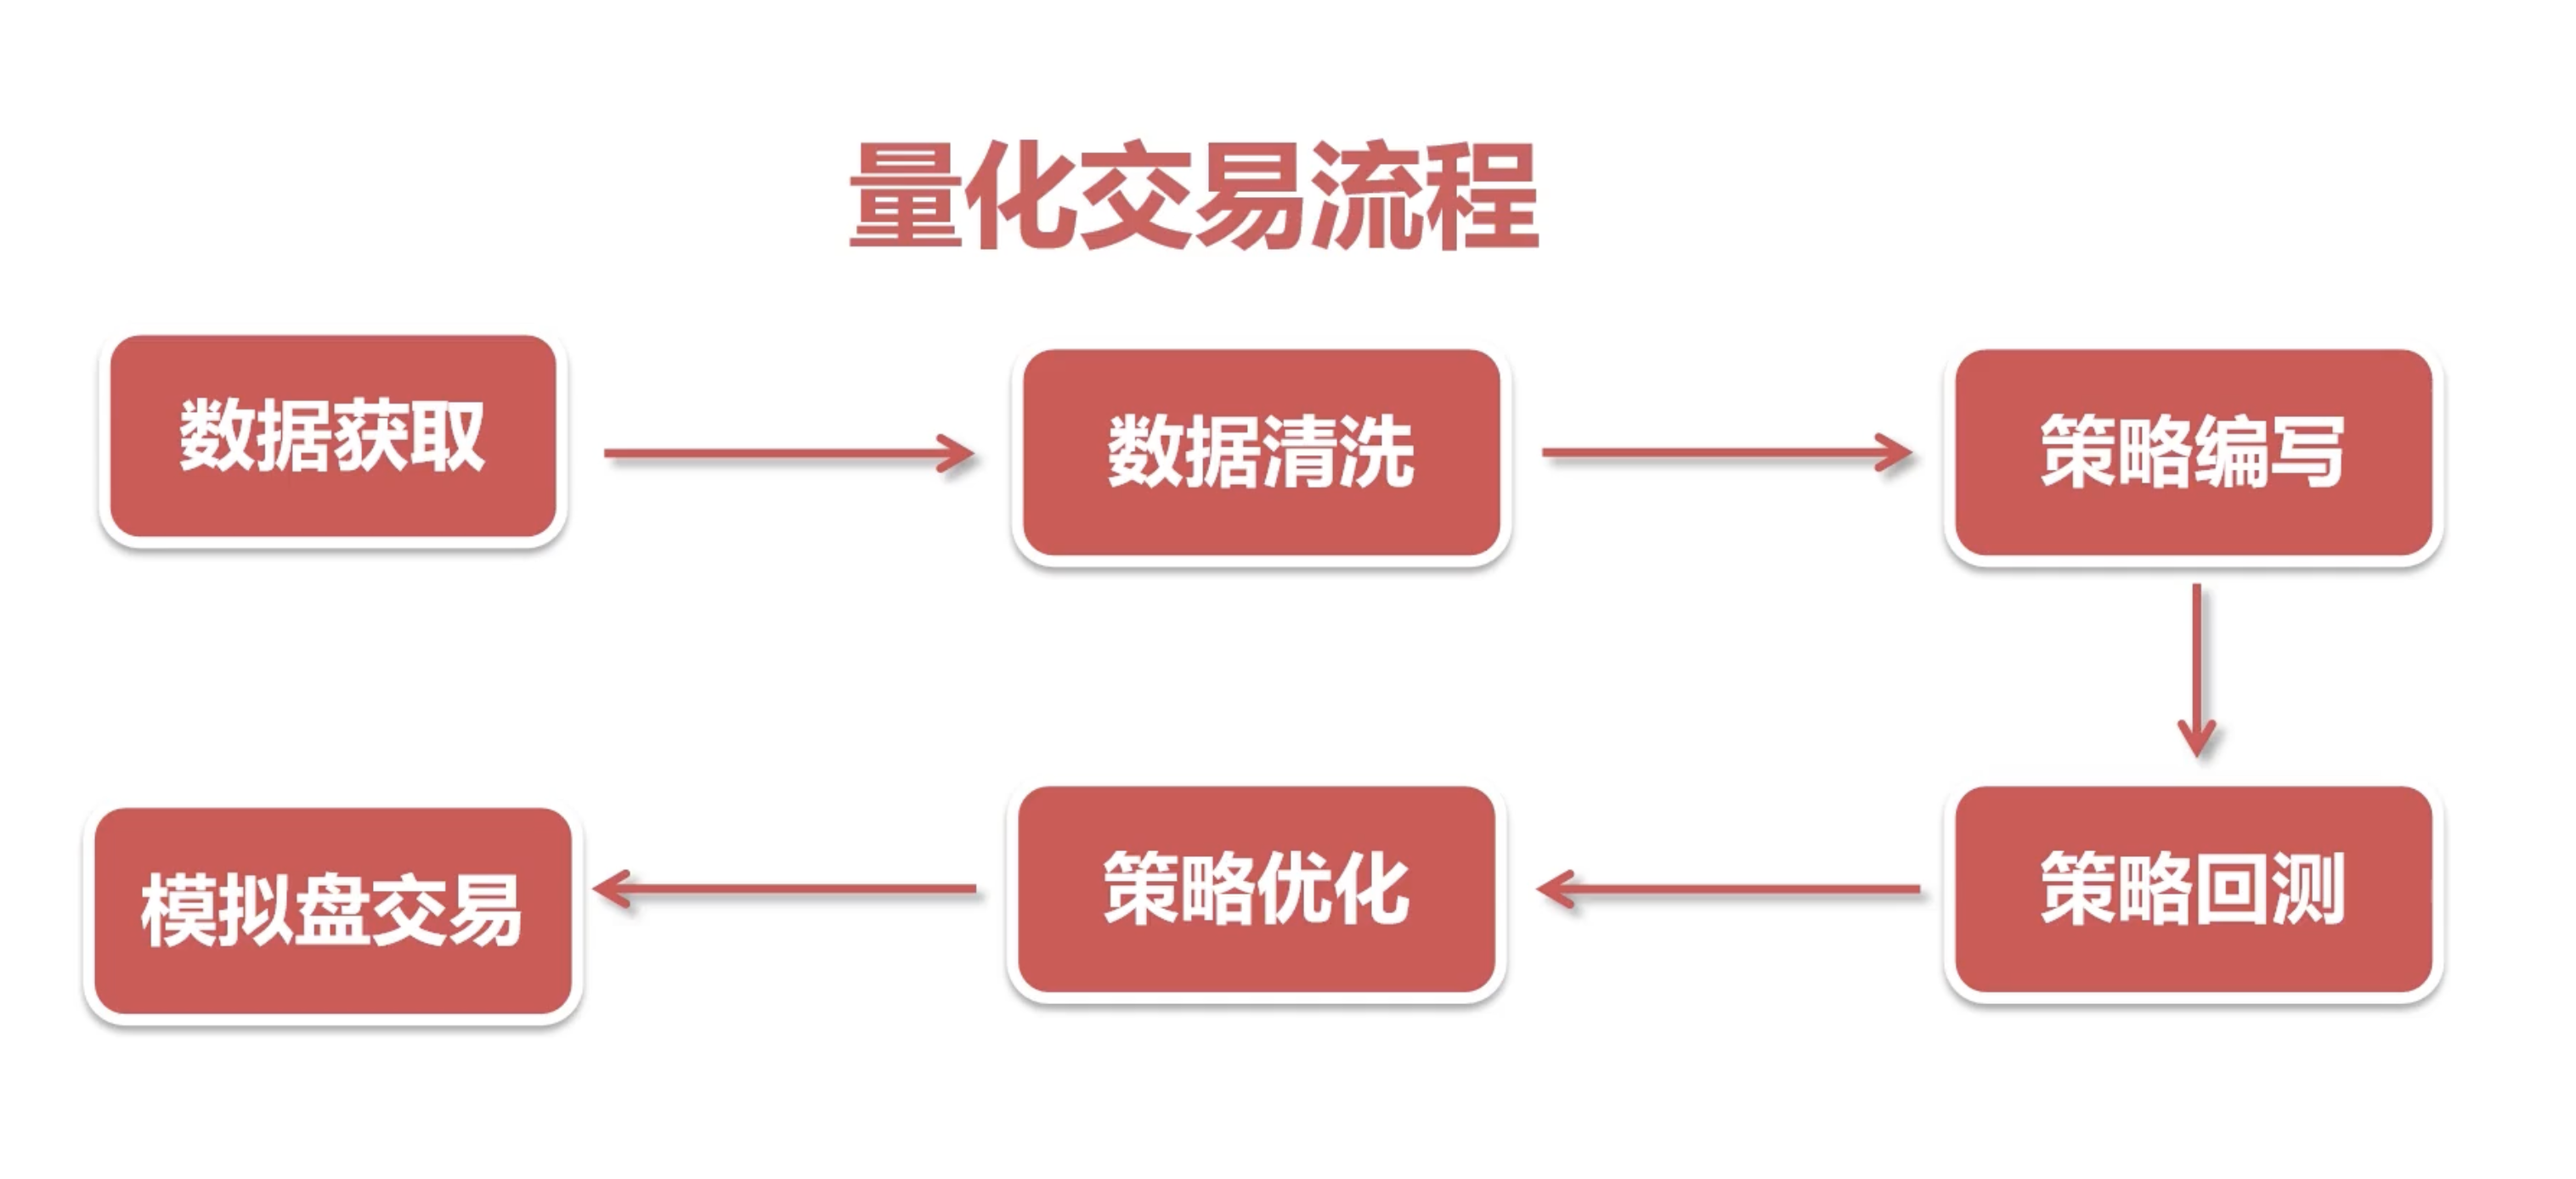 量化交易流程
数据获取
数据清洗
策略编写
策略回测
策略优化
模拟盘交易